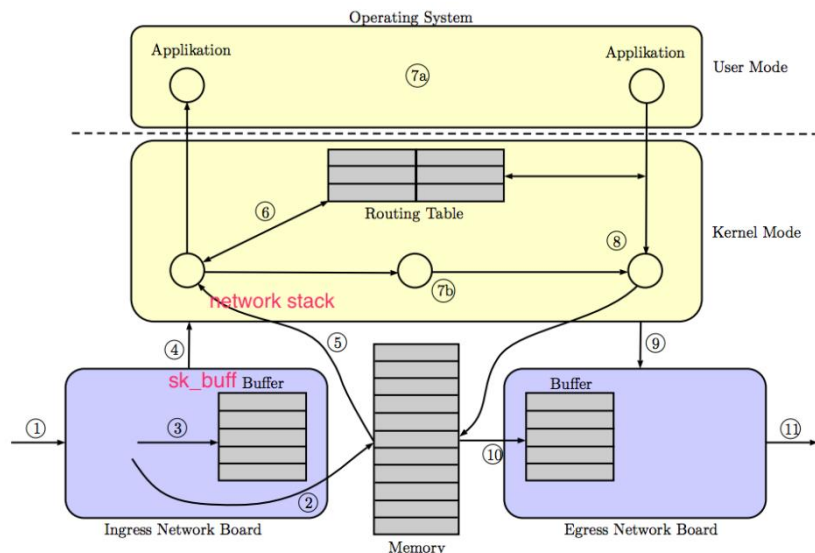 Operating System
Applikation
Applikation
7a
User Mode
Routing Table
6
8
Kernel Mode
7b
network stack
4
5
9
sk_buff
Buffer
Buffer
1
3
11
10
2
Ingress Network Board
Egress Network Board
Memory